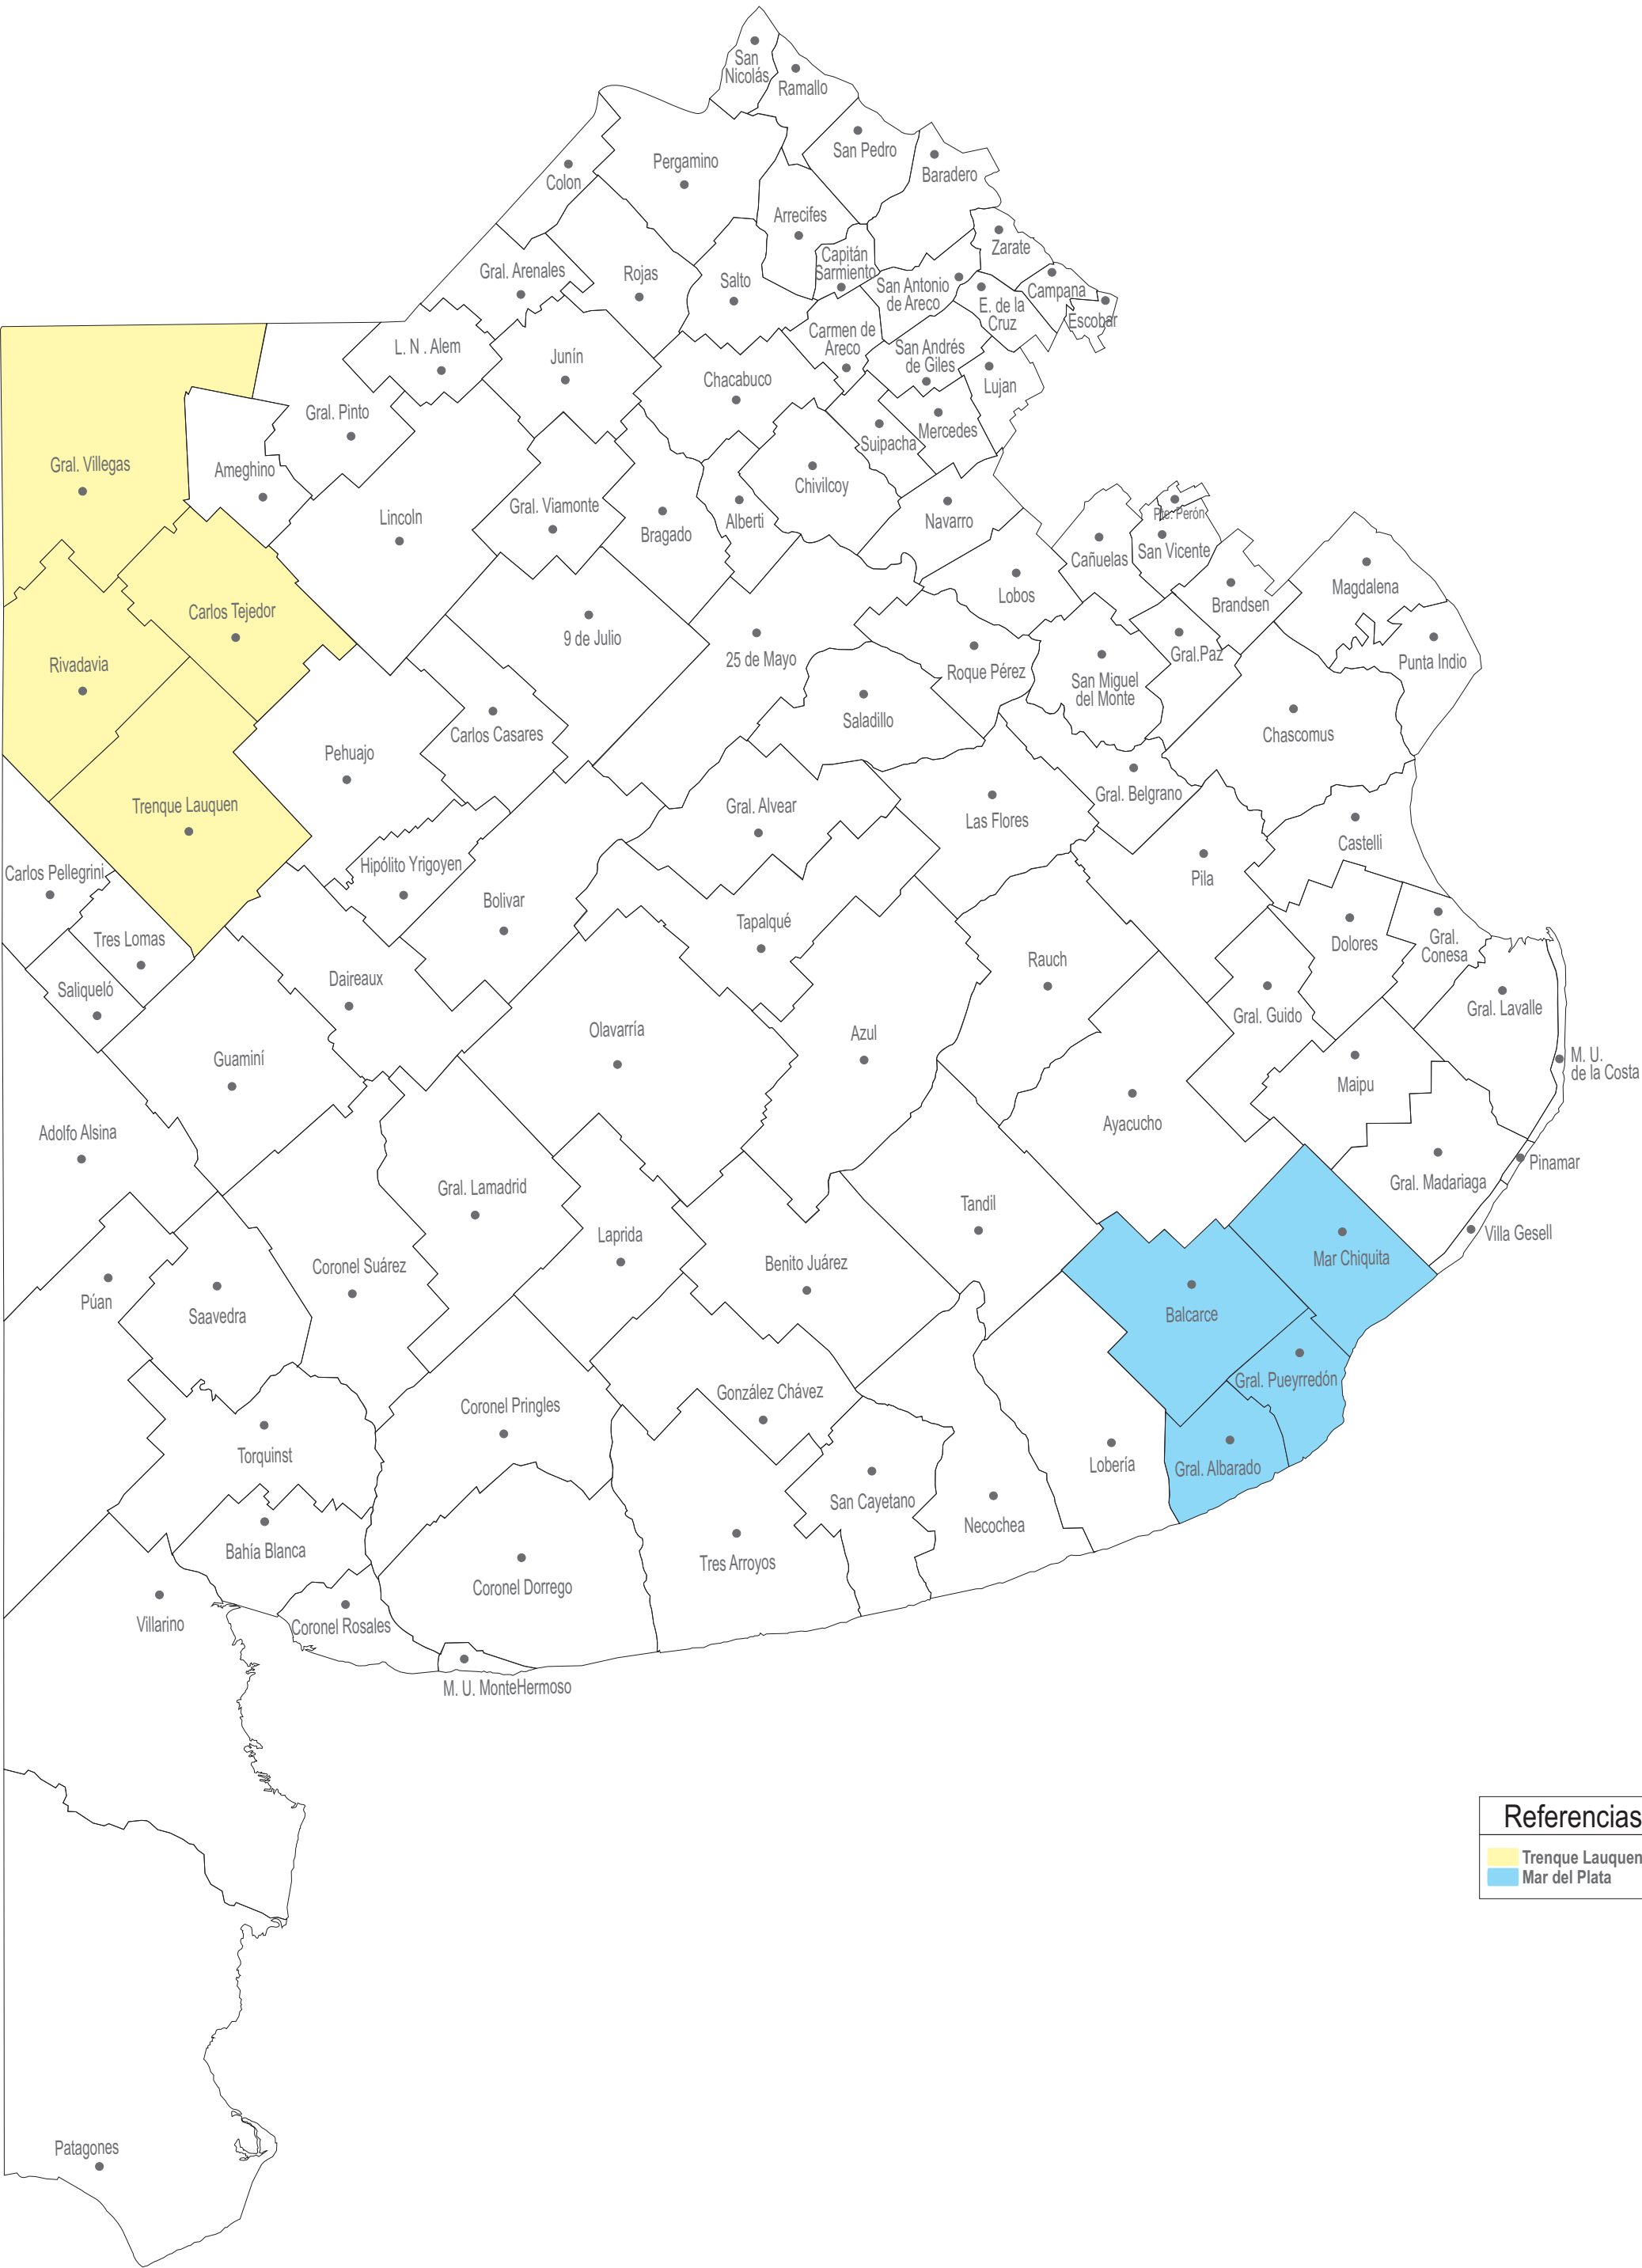 San
Nicolás
Ramallo
San Pedro
Baradero
Pergamino
Colon
Arrecifes
Zarate
Capitán
Sarmiento
Gral. Arenales
Rojas
Salto
San Antonio
de Areco
Campana
E. de la
Cruz
Escobar
Carmen de
Areco
L. N . Alem
Junín
San Andrés
de Giles
Chacabuco
Lujan
Gral. Pinto
Mercedes
Suipacha
Gral. Villegas
Ameghino
Chivilcoy
Lincoln
Gral. Viamonte
Bragado
Alberti
Navarro
Pte. Perón
San Vicente
Cañuelas
Magdalena
Lobos
Brandsen
Carlos Tejedor
9 de Julio
25 de Mayo
Rivadavia
Roque Pérez
Gral.Paz
Punta Indio
San Miguel
del Monte
Saladillo
Chascomus
Carlos Casares
Pehuajo
Trenque Lauquen
Gral. Alvear
Las Flores
Gral. Belgrano
Castelli
Carlos Pellegrini
Hipólito Yrigoyen
Pila
Bolivar
Tapalqué
Tres Lomas
Dolores
Gral.
Conesa
Rauch
Daireaux
Saliqueló
Gral. Guido
Gral. Lavalle
Olavarría
Azul
Guaminí
M. U.
de la Costa
Maipu
Adolfo Alsina
Ayacucho
Pinamar
Gral. Lamadrid
Gral. Madariaga
Tandil
Laprida
Villa Gesell
Coronel Suárez
Benito Juárez
Mar Chiquita
Púan
Saavedra
Balcarce
Gral. Pueyrredón
González Chávez
Coronel Pringles
Torquinst
Lobería
Gral. Albarado
San Cayetano
Necochea
Bahía Blanca
Tres Arroyos
Coronel Dorrego
Villarino
Coronel Rosales
M. U. MonteHermoso
Referencias
Trenque Lauquen
Mar del Plata
Patagones